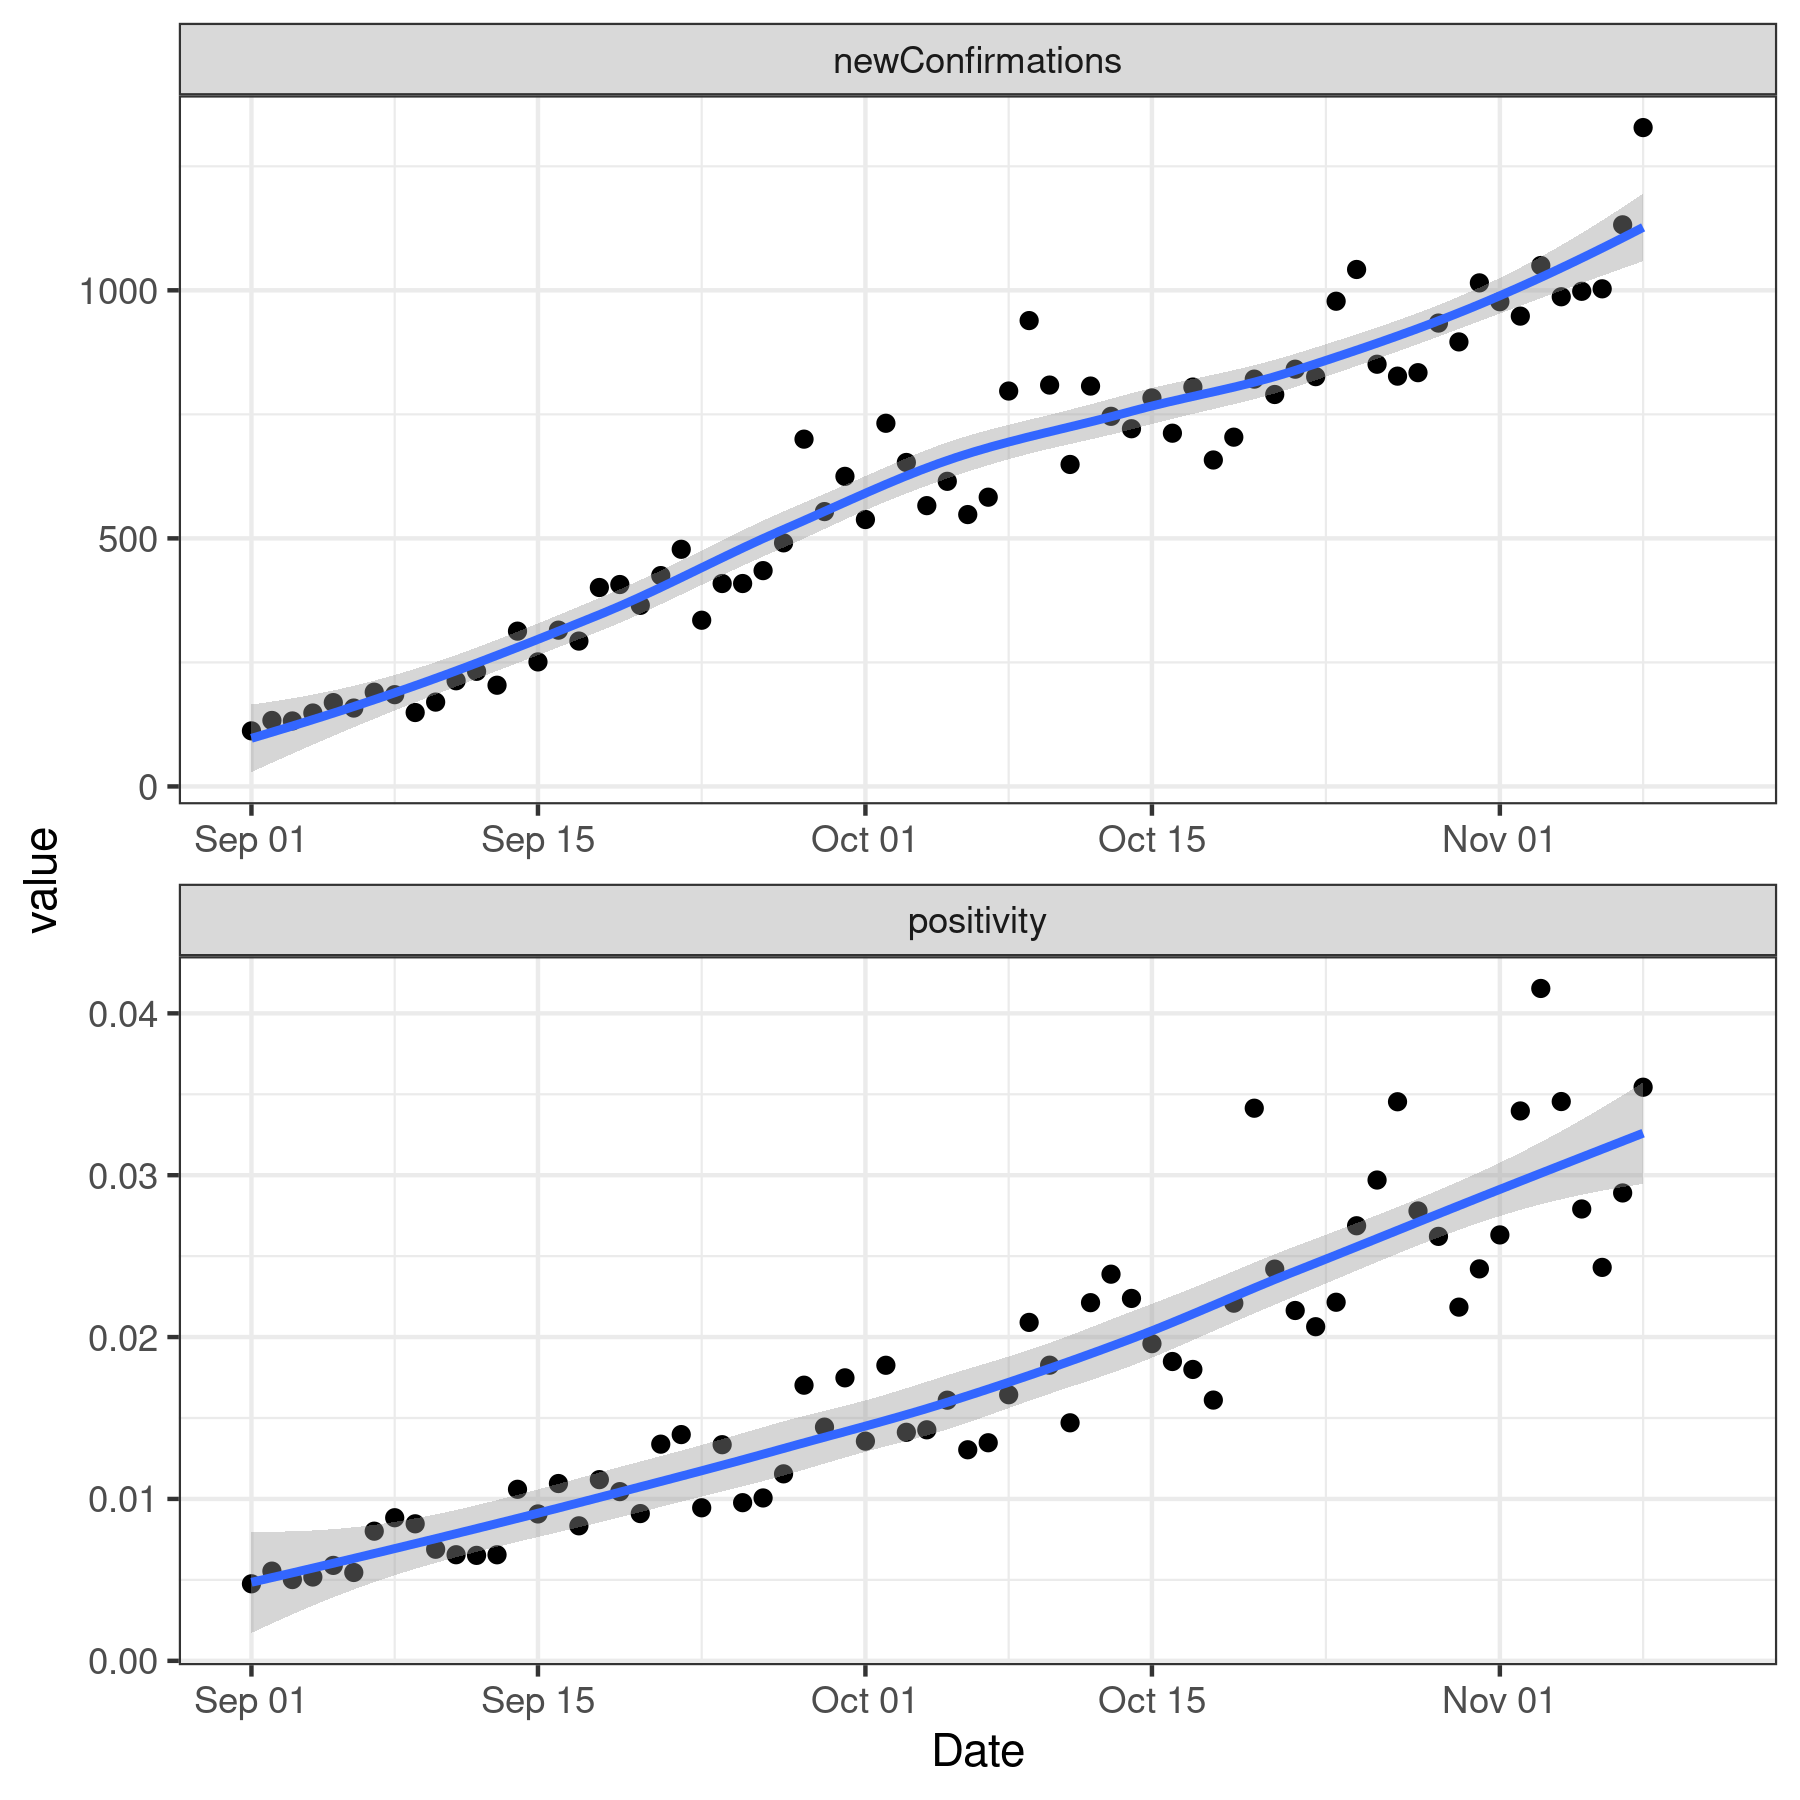 newConfirmations
1000
500
0
Sep 01 Sep 15 Oct 01 Oct 15 Nov 01
value
positivity
0.04
0.03
0.02
0.01
0.00
Sep 01 Sep 15 Oct 01 Oct 15 Nov 01
Date